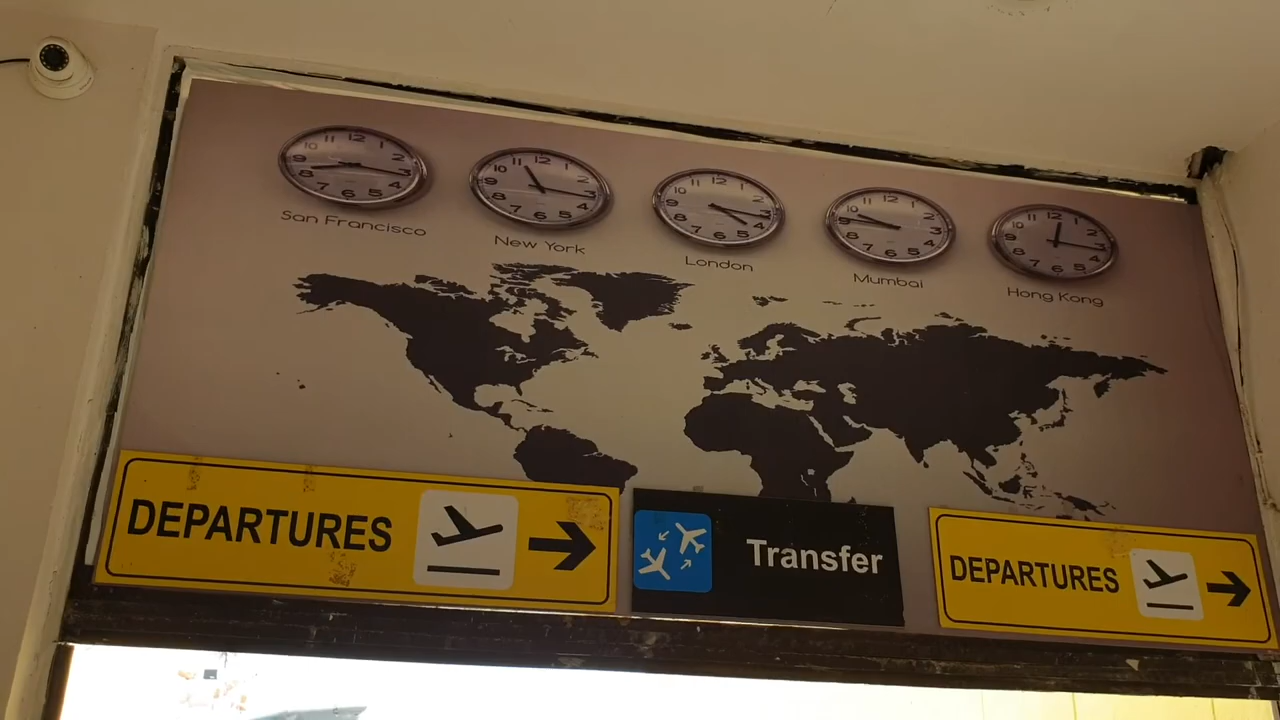 San Francisco
New York
London
Mumbai
Hong Kong
DEPARTURES
Transfer
DEPARTURES